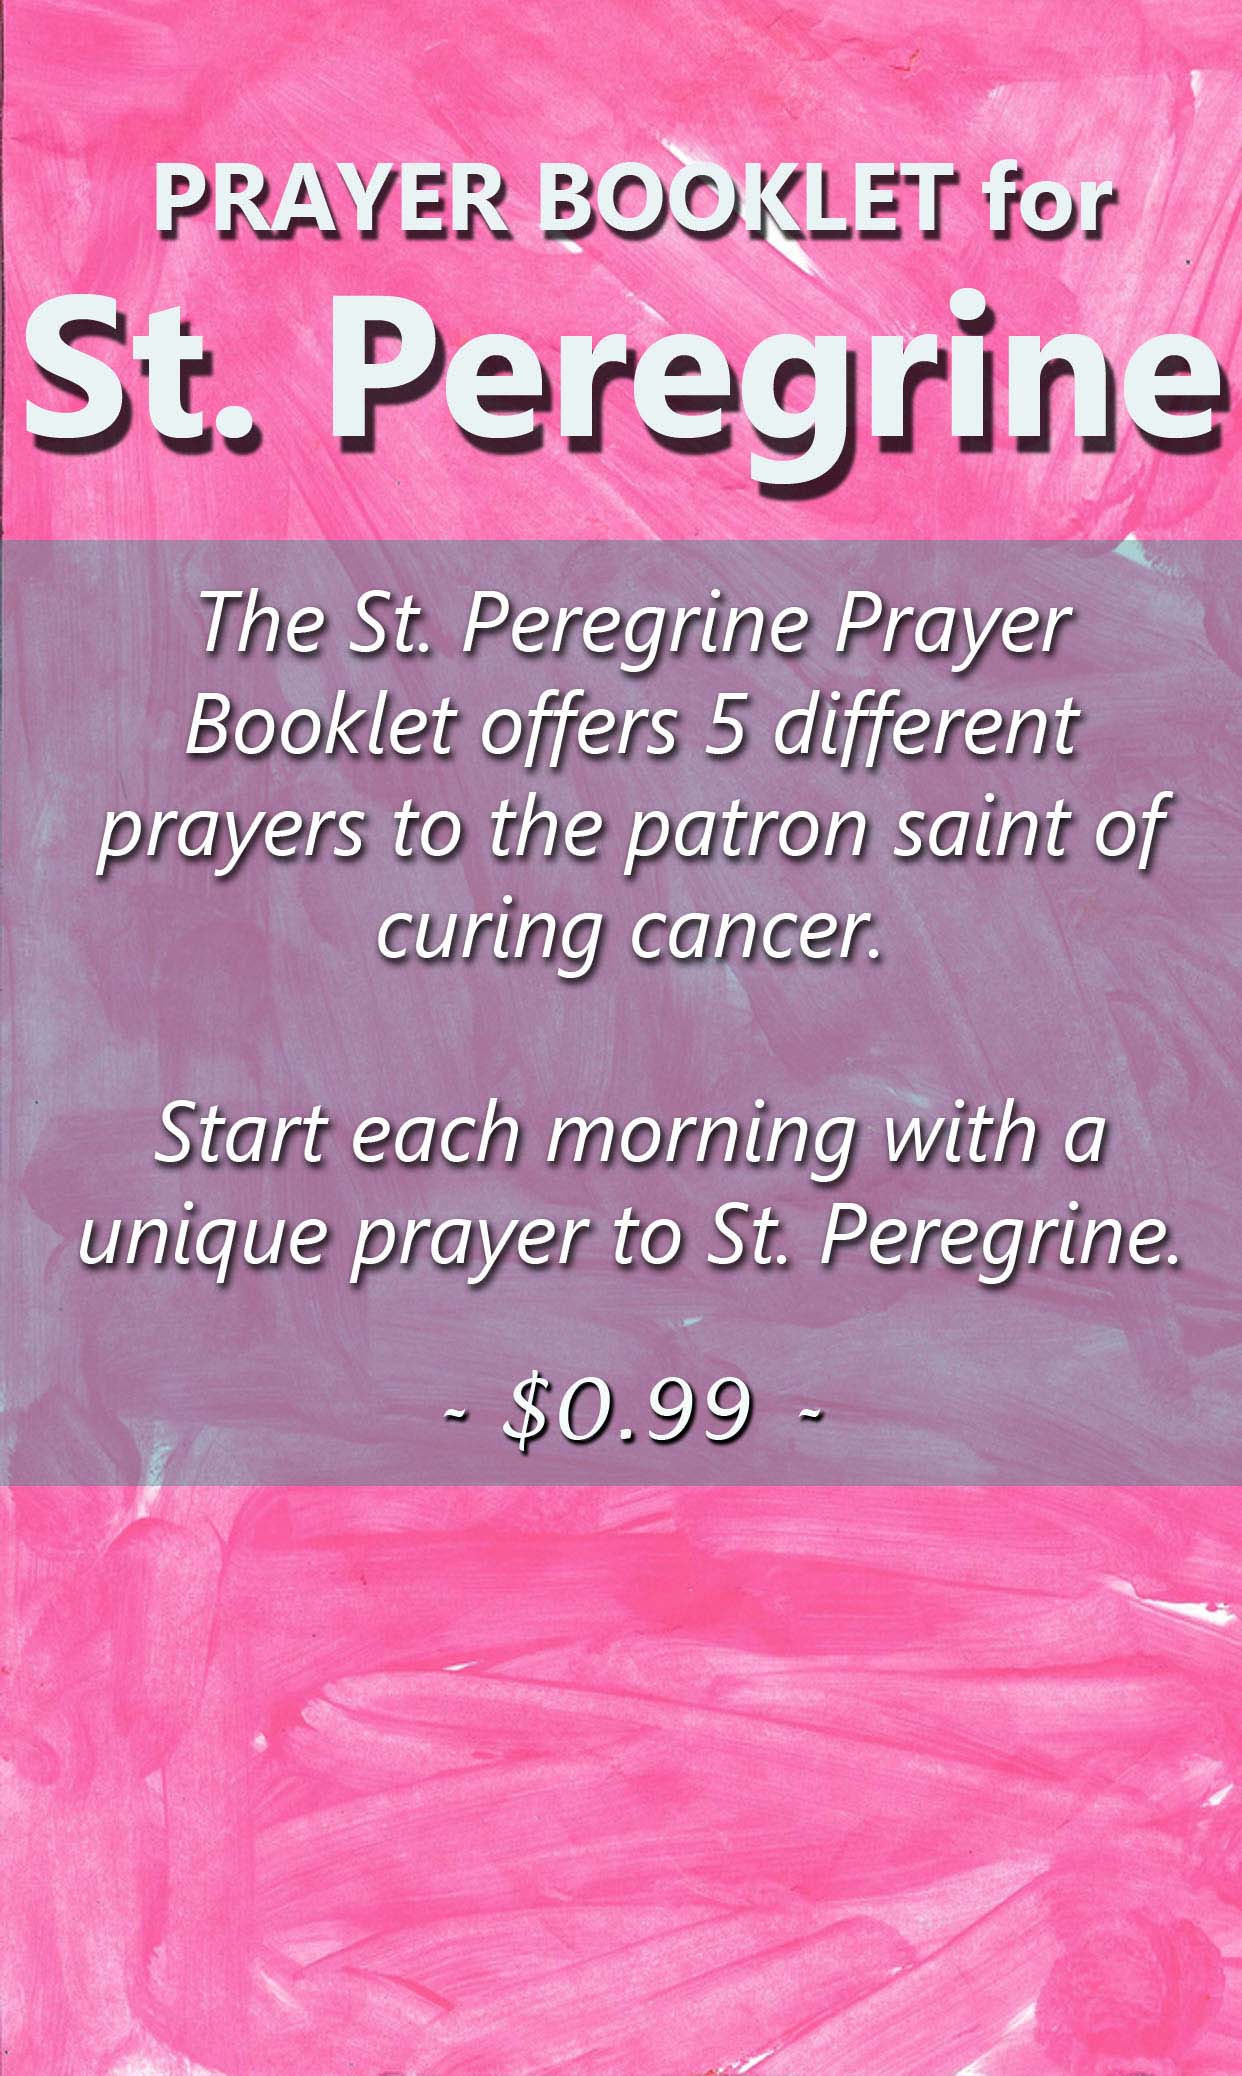 PRAYER BOOKLET for
St. Peregrine
The St. Peregrine Prayer
Booklet offers 5 different
prayers to the patron saint of
curing cancer.
Start each morning with a
unique prayer to St. Peregrine.
~ $0.99 ~